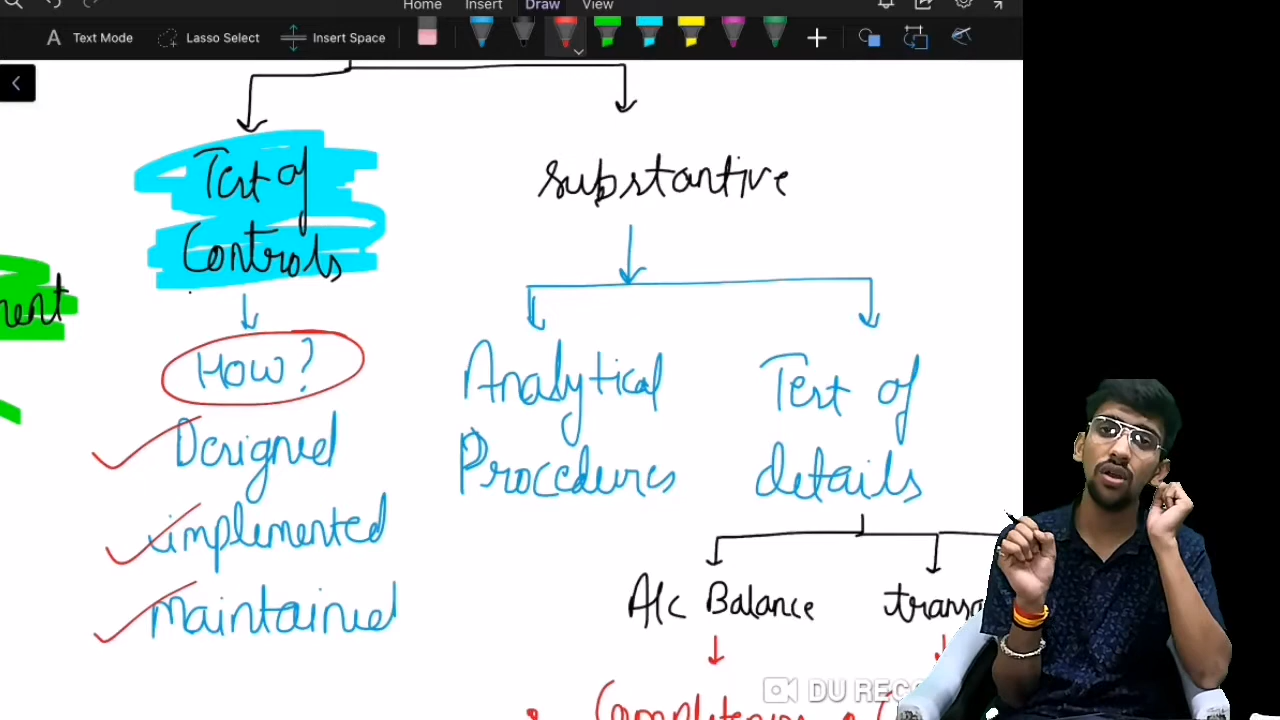 Home Insert Draw View
Text Mode Lasso Select Insert Space
Test of
Controls
substantive
ment
How?
Designed
implemented
Maintained
Analytical
Procedures
Test of
details
A/c Balance
DU REC